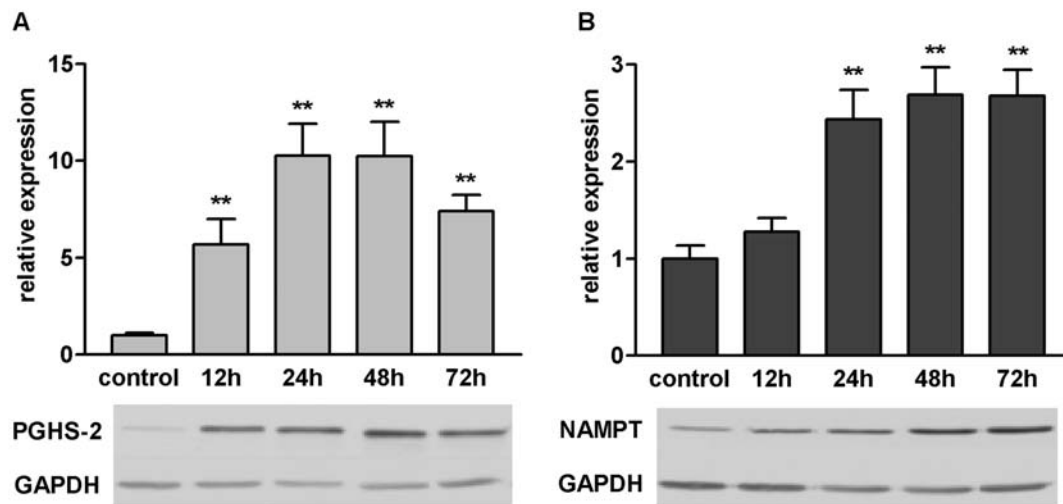 A
relative expression
15
10
5
0
**
**
**
**
control 12h 24h 48h 72h
PGHS-2
GAPDH
B
relative expression
3
2
1
0
**
**
**
control 12h 24h 48h 72h
NAMPT
GAPDH